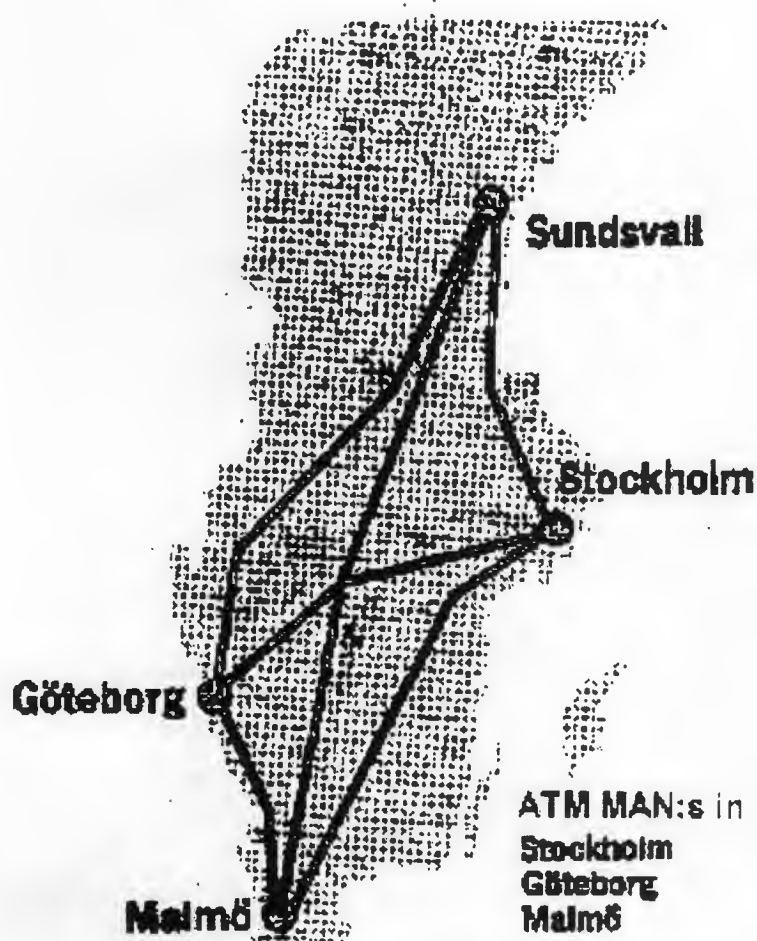 Sundsvall
Stockholm
Göteborg
Malmö
ATM MAN:s in
Stockholm
Göteborg
Malmö